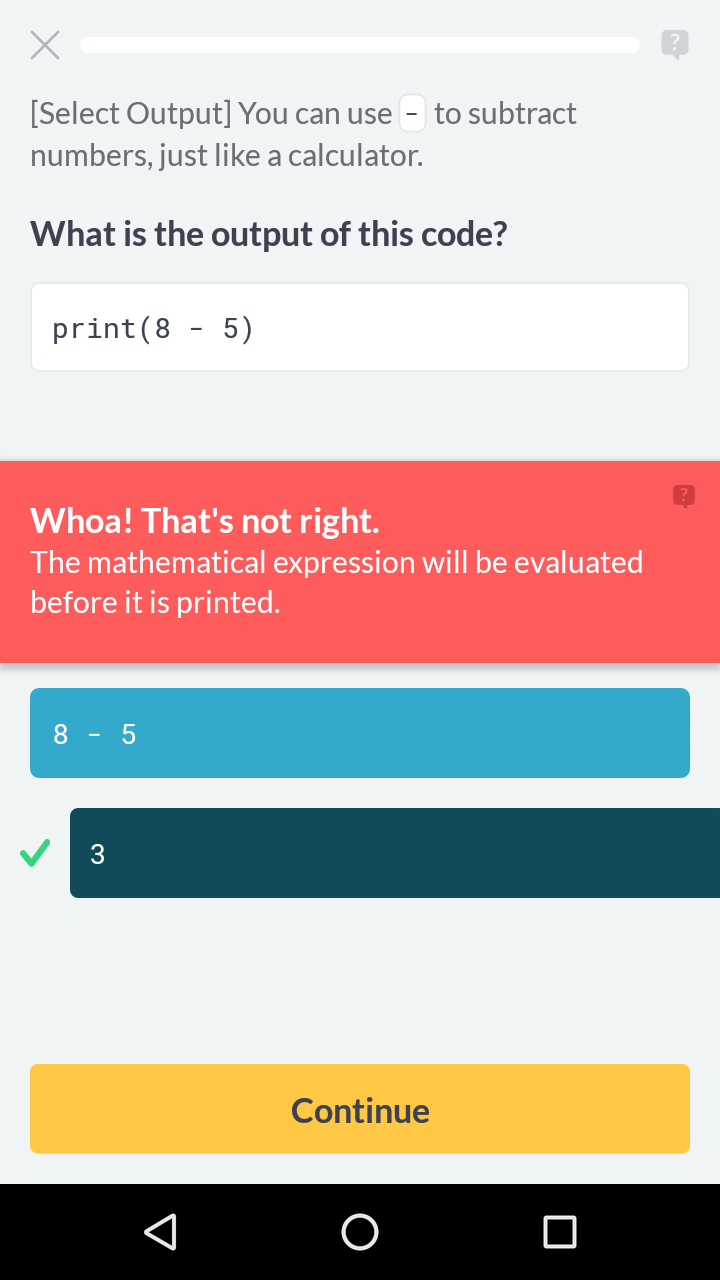 ?
[Select Output] You can use - to subtract
numbers, just like a calculator.
What is the output of this code?
print(8 - 5)
?
Whoa! That's not right.
The mathematical expression will be evaluated
before it is printed.
8 - 5
3
Continue